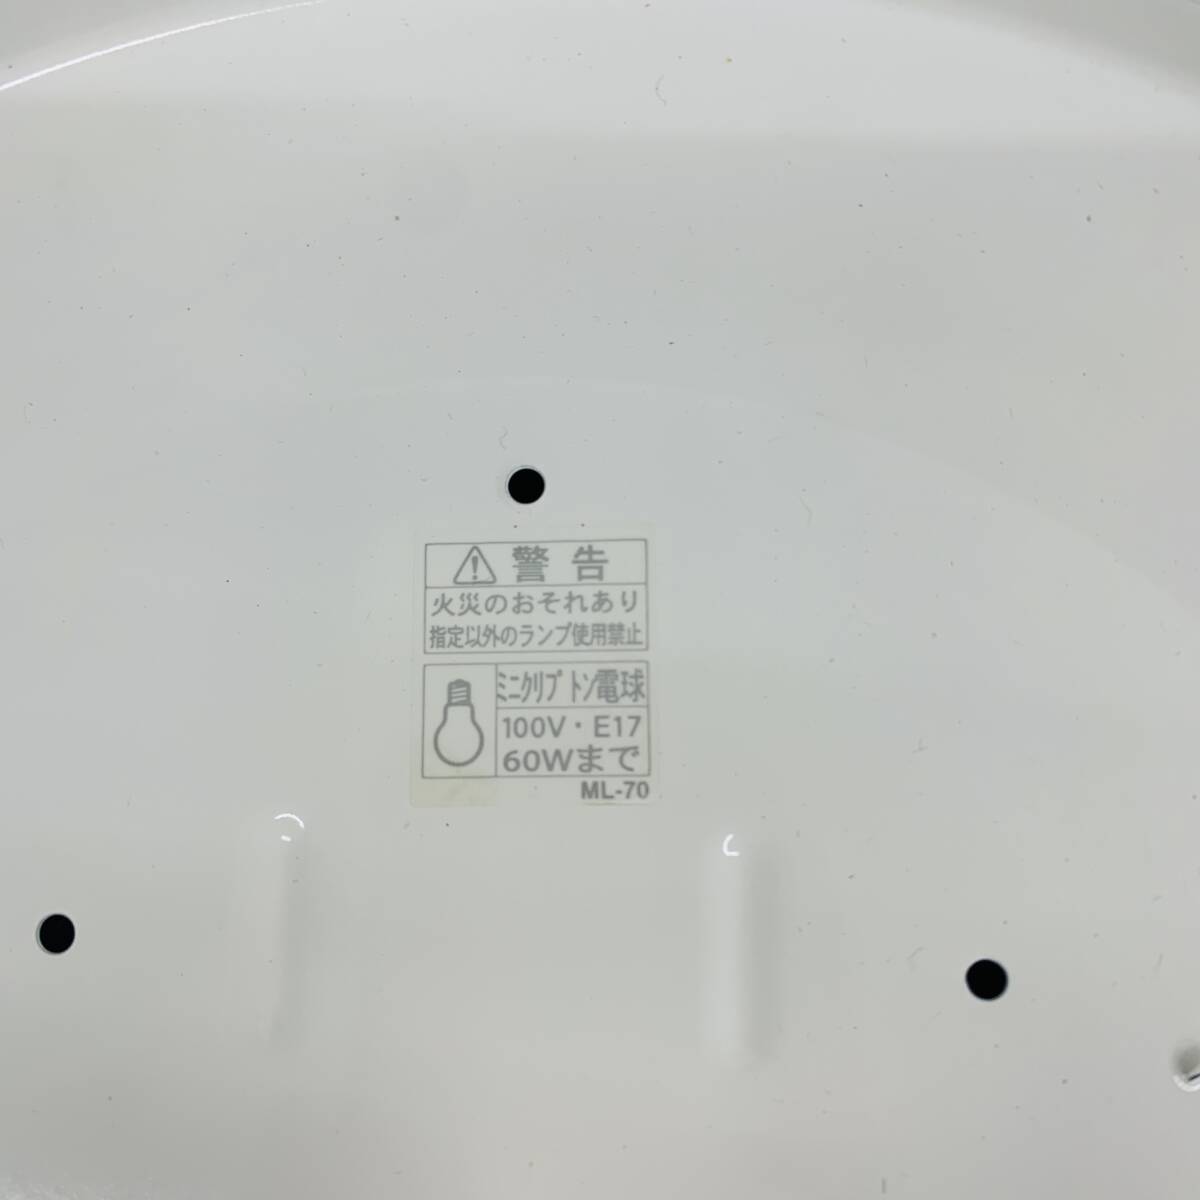 警告
火災のおそれあり
指定以外のランプ使用禁止
ミニクリプトン電球
100V・E17
60Wまで
ML-70